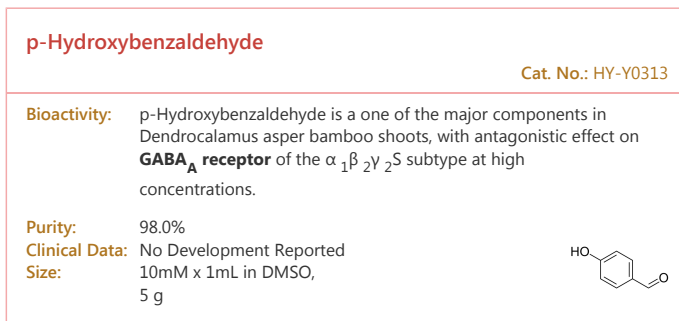 p-Hydroxybenzaldehyde
Cat. No.: HY-Y0313
Bioactivity: p-Hydroxybenzaldehyde is a one of the major components in
Dendrocalamus asper bamboo shoots, with antagonistic effect on
GABA_A receptor of the α ₁β ₂γ ₂S subtype at high
concentrations.
Purity: 98.0%
Clinical Data: No Development Reported
Size: 10mM x 1mL in DMSO,
5 g
HO
O